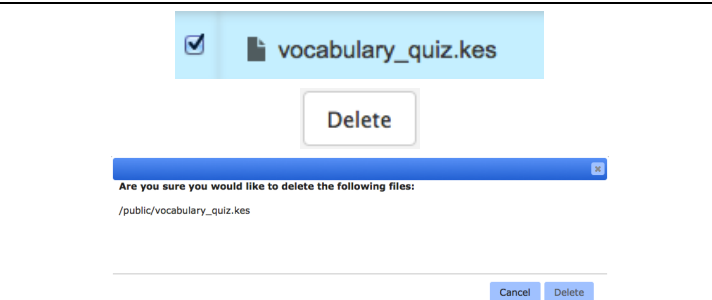 vocabulary_quiz.kes
Delete
Are you sure you would like to delete the following files:
/public/vocabulary_quiz.kes
Cancel Delete